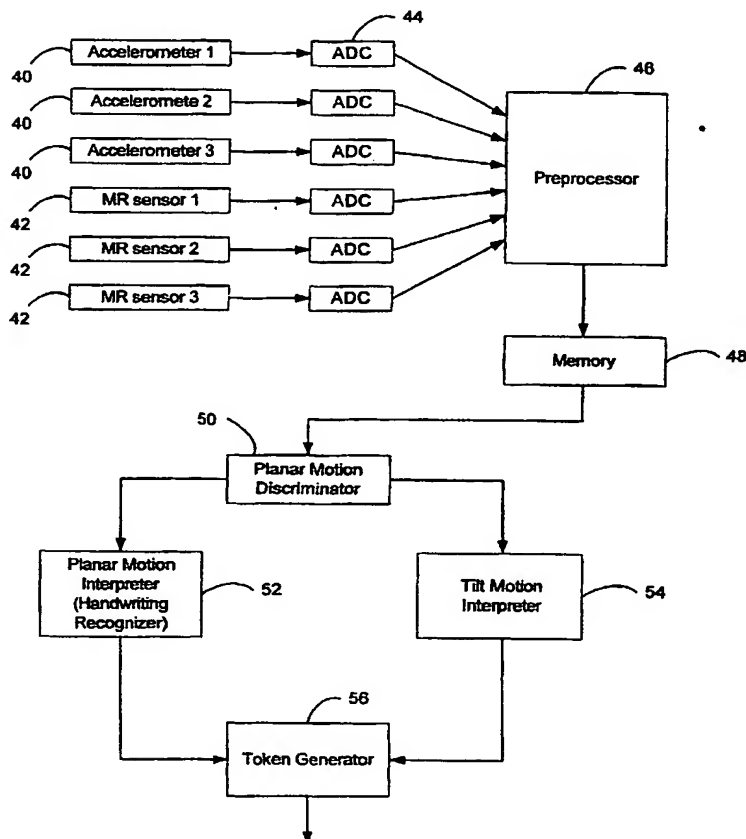 44
46
40 Accelerometer 1 ADC
40 Acceleromete 2 ADC
40 Accelerometer 3 ADC
Preprocessor
42 MR sensor 1 ADC
42 MR sensor 2 ADC
42 MR sensor 3 ADC
Memory 48
50
Planar Motion
Discriminator
Planar Motion
Interpreter
(Handwriting
Recognizer)
52
Tilt Motion
Interpreter
54
56
Token Generator